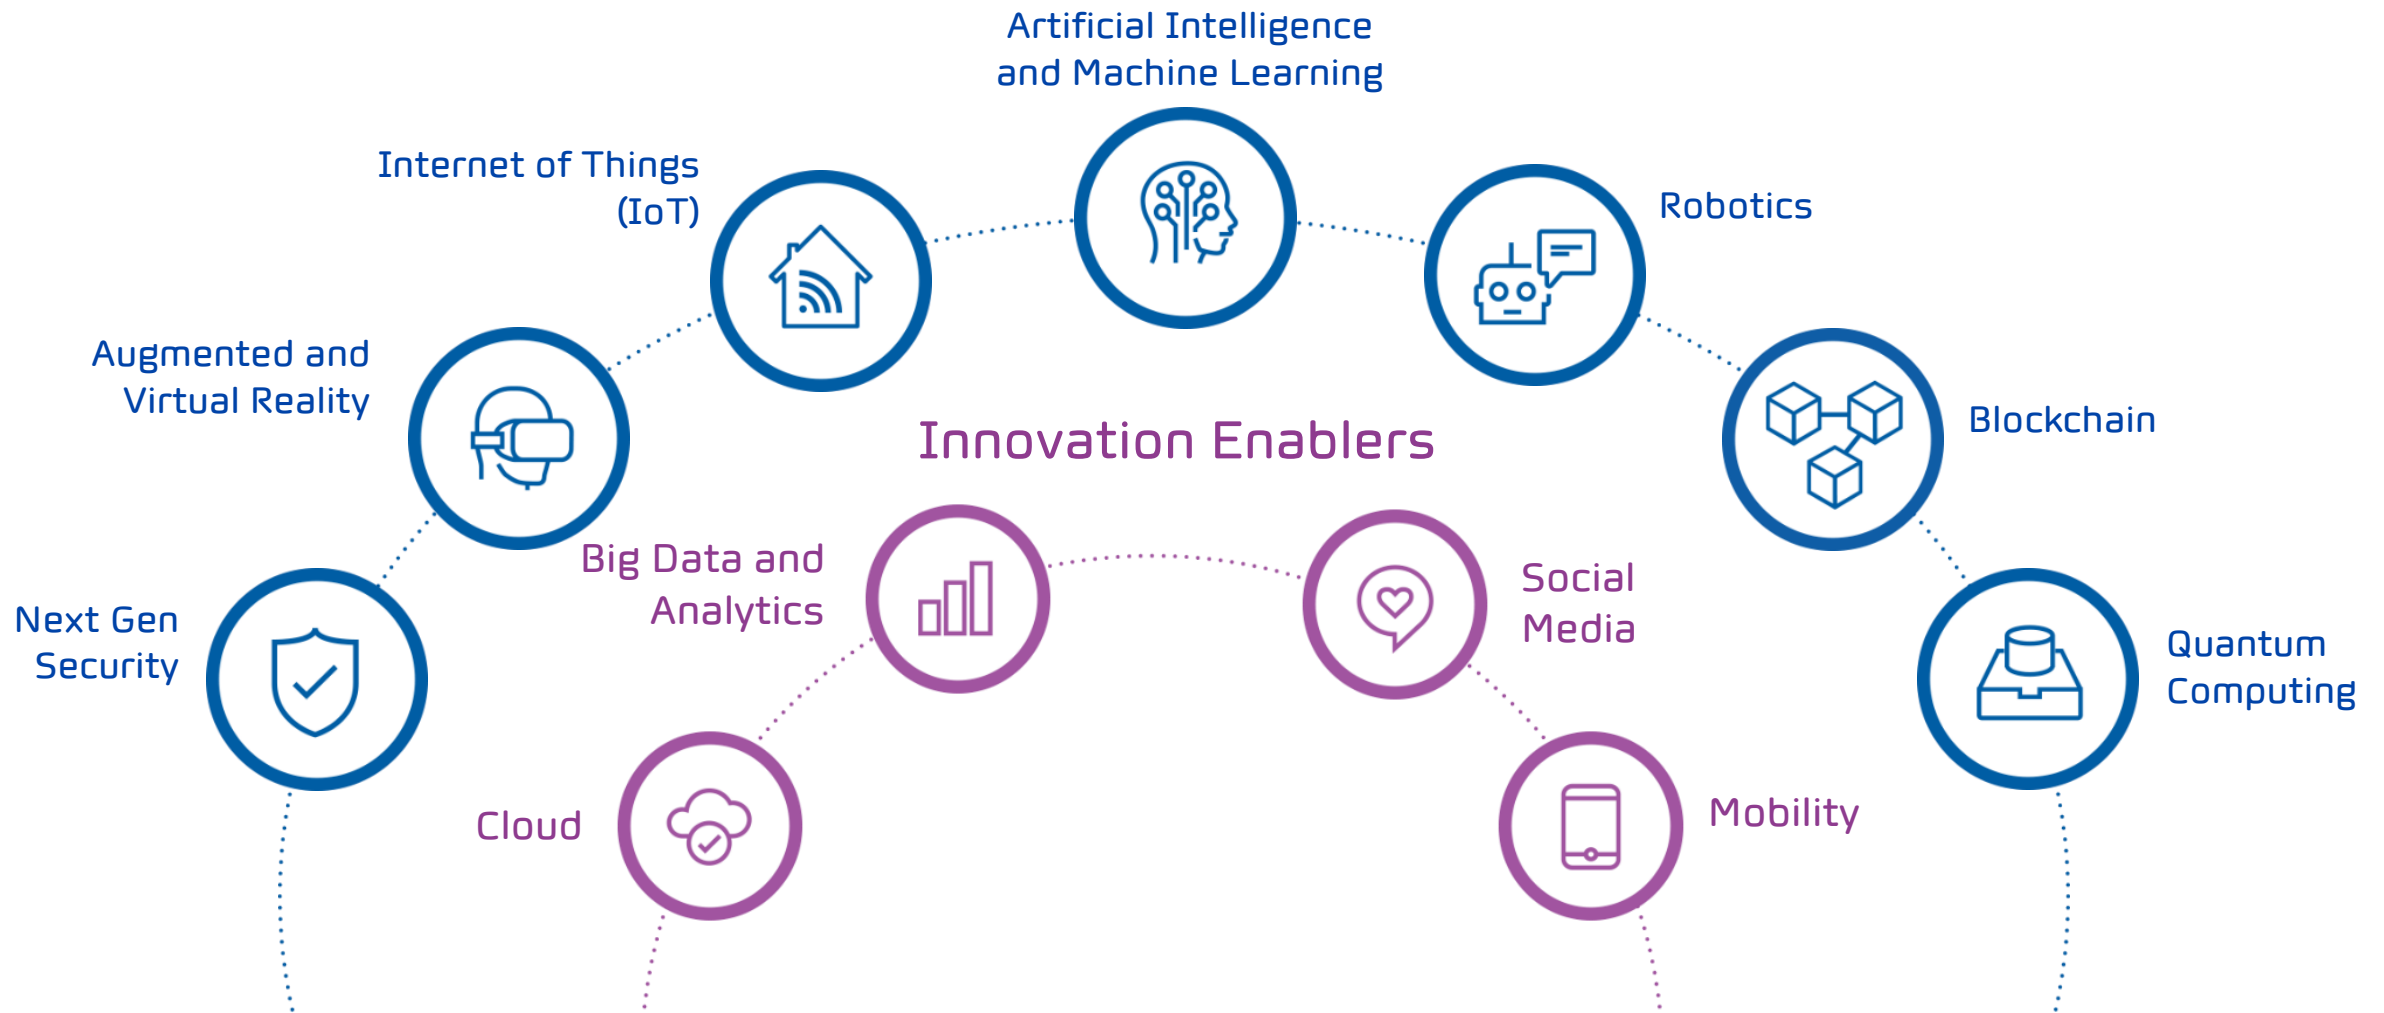 Artificial Intelligence
and Machine Learning
Internet of Things
(IoT)
Robotics
Augmented and
Virtual Reality
Blockchain
Innovation Enablers
Big Data and
Analytics
Social
Media
Next Gen
Security
Quantum
Computing
Cloud
Mobility